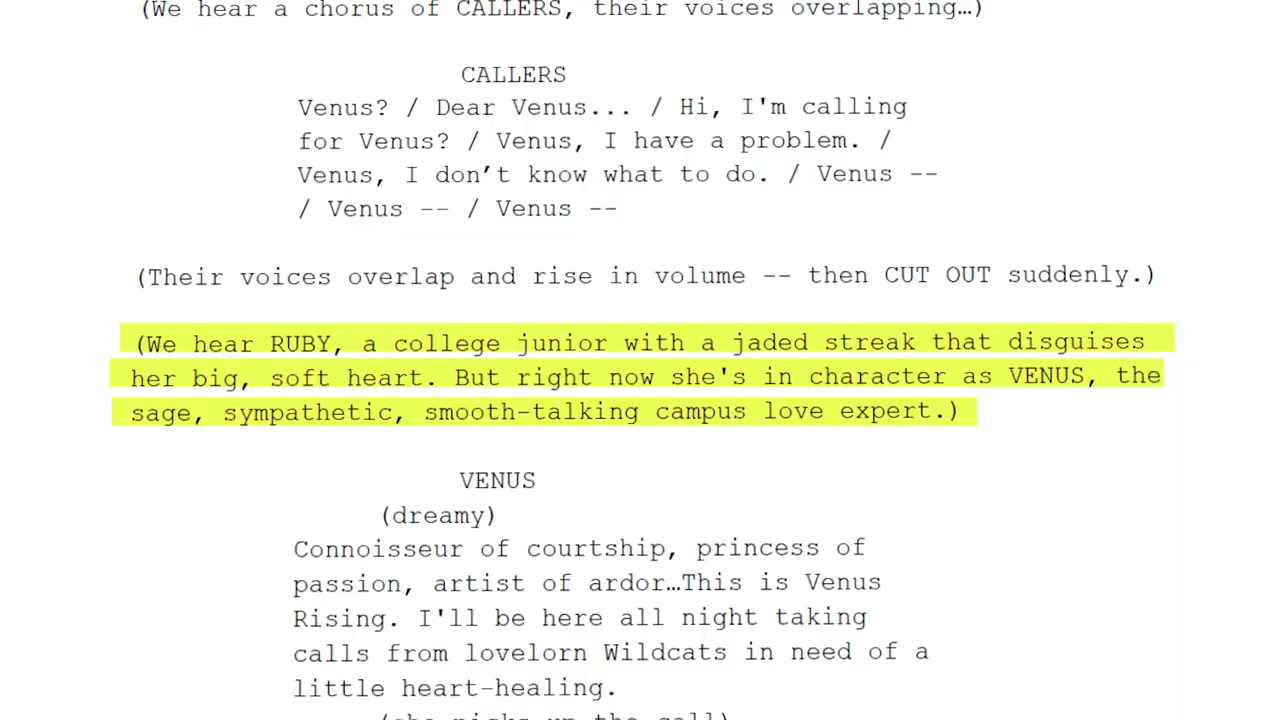 (We hear a chorus of CALLERS, their voices overlapping…)
CALLERS
Venus? / Dear Venus... / Hi, I'm calling
for Venus? / Venus, I have a problem. /
Venus, I don’t know what to do. / Venus --
/ Venus -- / Venus --
(Their voices overlap and rise in volume -- then CUT OUT suddenly.)
(We hear RUBY, a college junior with a jaded streak that disguises
her big, soft heart. But right now she's in character as VENUS, the
sage, sympathetic, smooth-talking campus love expert.)
VENUS
(dreamy)
Connoisseur of courtship, princess of
passion, artist of ardor…This is Venus
Rising. I'll be here all night taking
calls from lovelorn Wildcats in need of a
little heart-healing.
(she picks up the call)